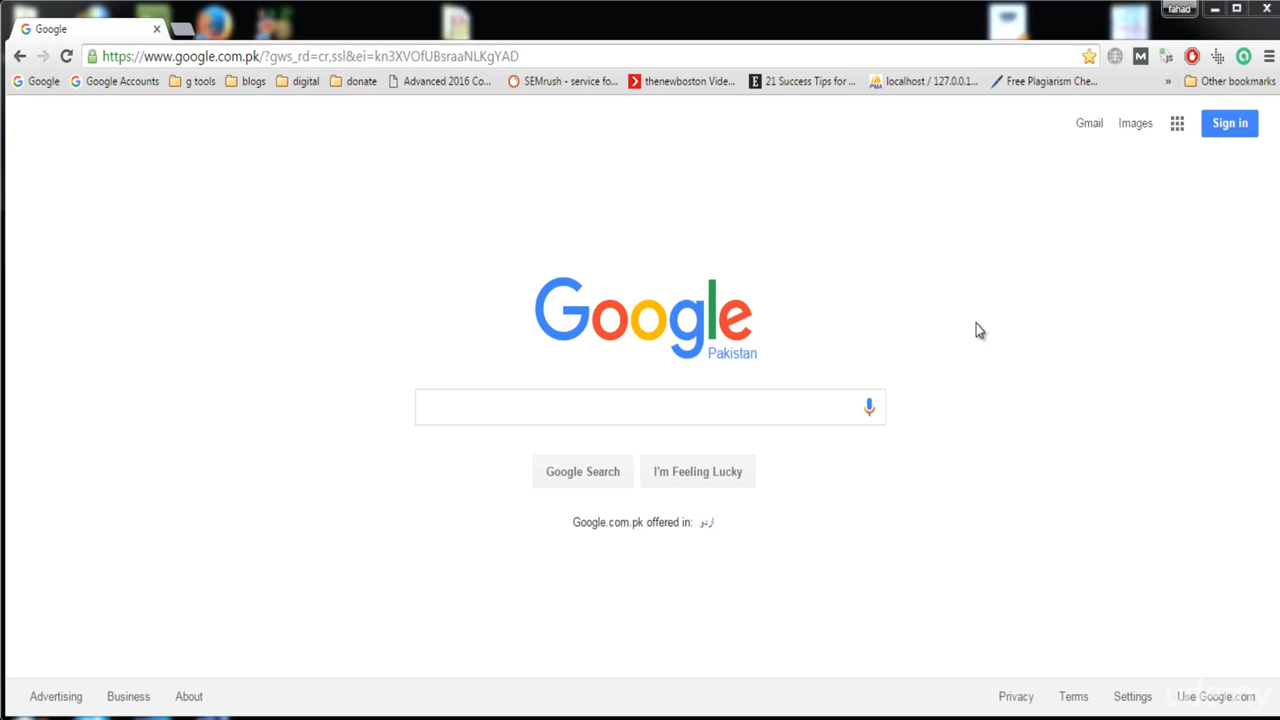 fahad
Google
https://www.google.com.pk/?gws_rd=cr,ssl&ei=kn3XVOfUBsraaNLKgYAD
Google Google Accounts g tools blogs digital donate Advanced 2016 Co... SEMrush - service fo... thenewboston Vide... 21 Success Tips for ... localhost / 127.0.0.1... Free Plagiarism Che... » Other bookmarks
Gmail Images Sign in
Google
Pakistan
Google Search I'm Feeling Lucky
Google.com.pk offered in: اردو
Advertising Business About Privacy Terms Settings Use Google.com
udemy